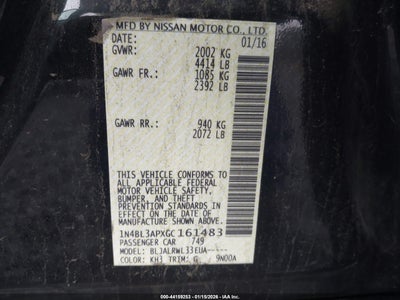 MFD BY NISSAN MOTOR CO., LTD.
DATE: 01/16
GVWR: 2002 KG
4414 LB
GAWR FR.: 1085 KG
2392 LB
GAWR RR.: 940 KG
2072 LB
THIS VEHICLE CONFORMS TO
ALL APPLICABLE FEDERAL
MOTOR VEHICLE SAFETY,
BUMPER, AND THEFT
PREVENTION STANDARDS IN
EFFECT ON THE DATE OF
MANUFACTURE SHOWN ABOVE.
1N4BL3APXGC161483
PASSENGER CAR 749
MODEL: BLJALRWL33EUA-----
COLOR: KH3 TRIM: G 9N00A
000-44159253 - 01/15/2026 - © IAA, LLC